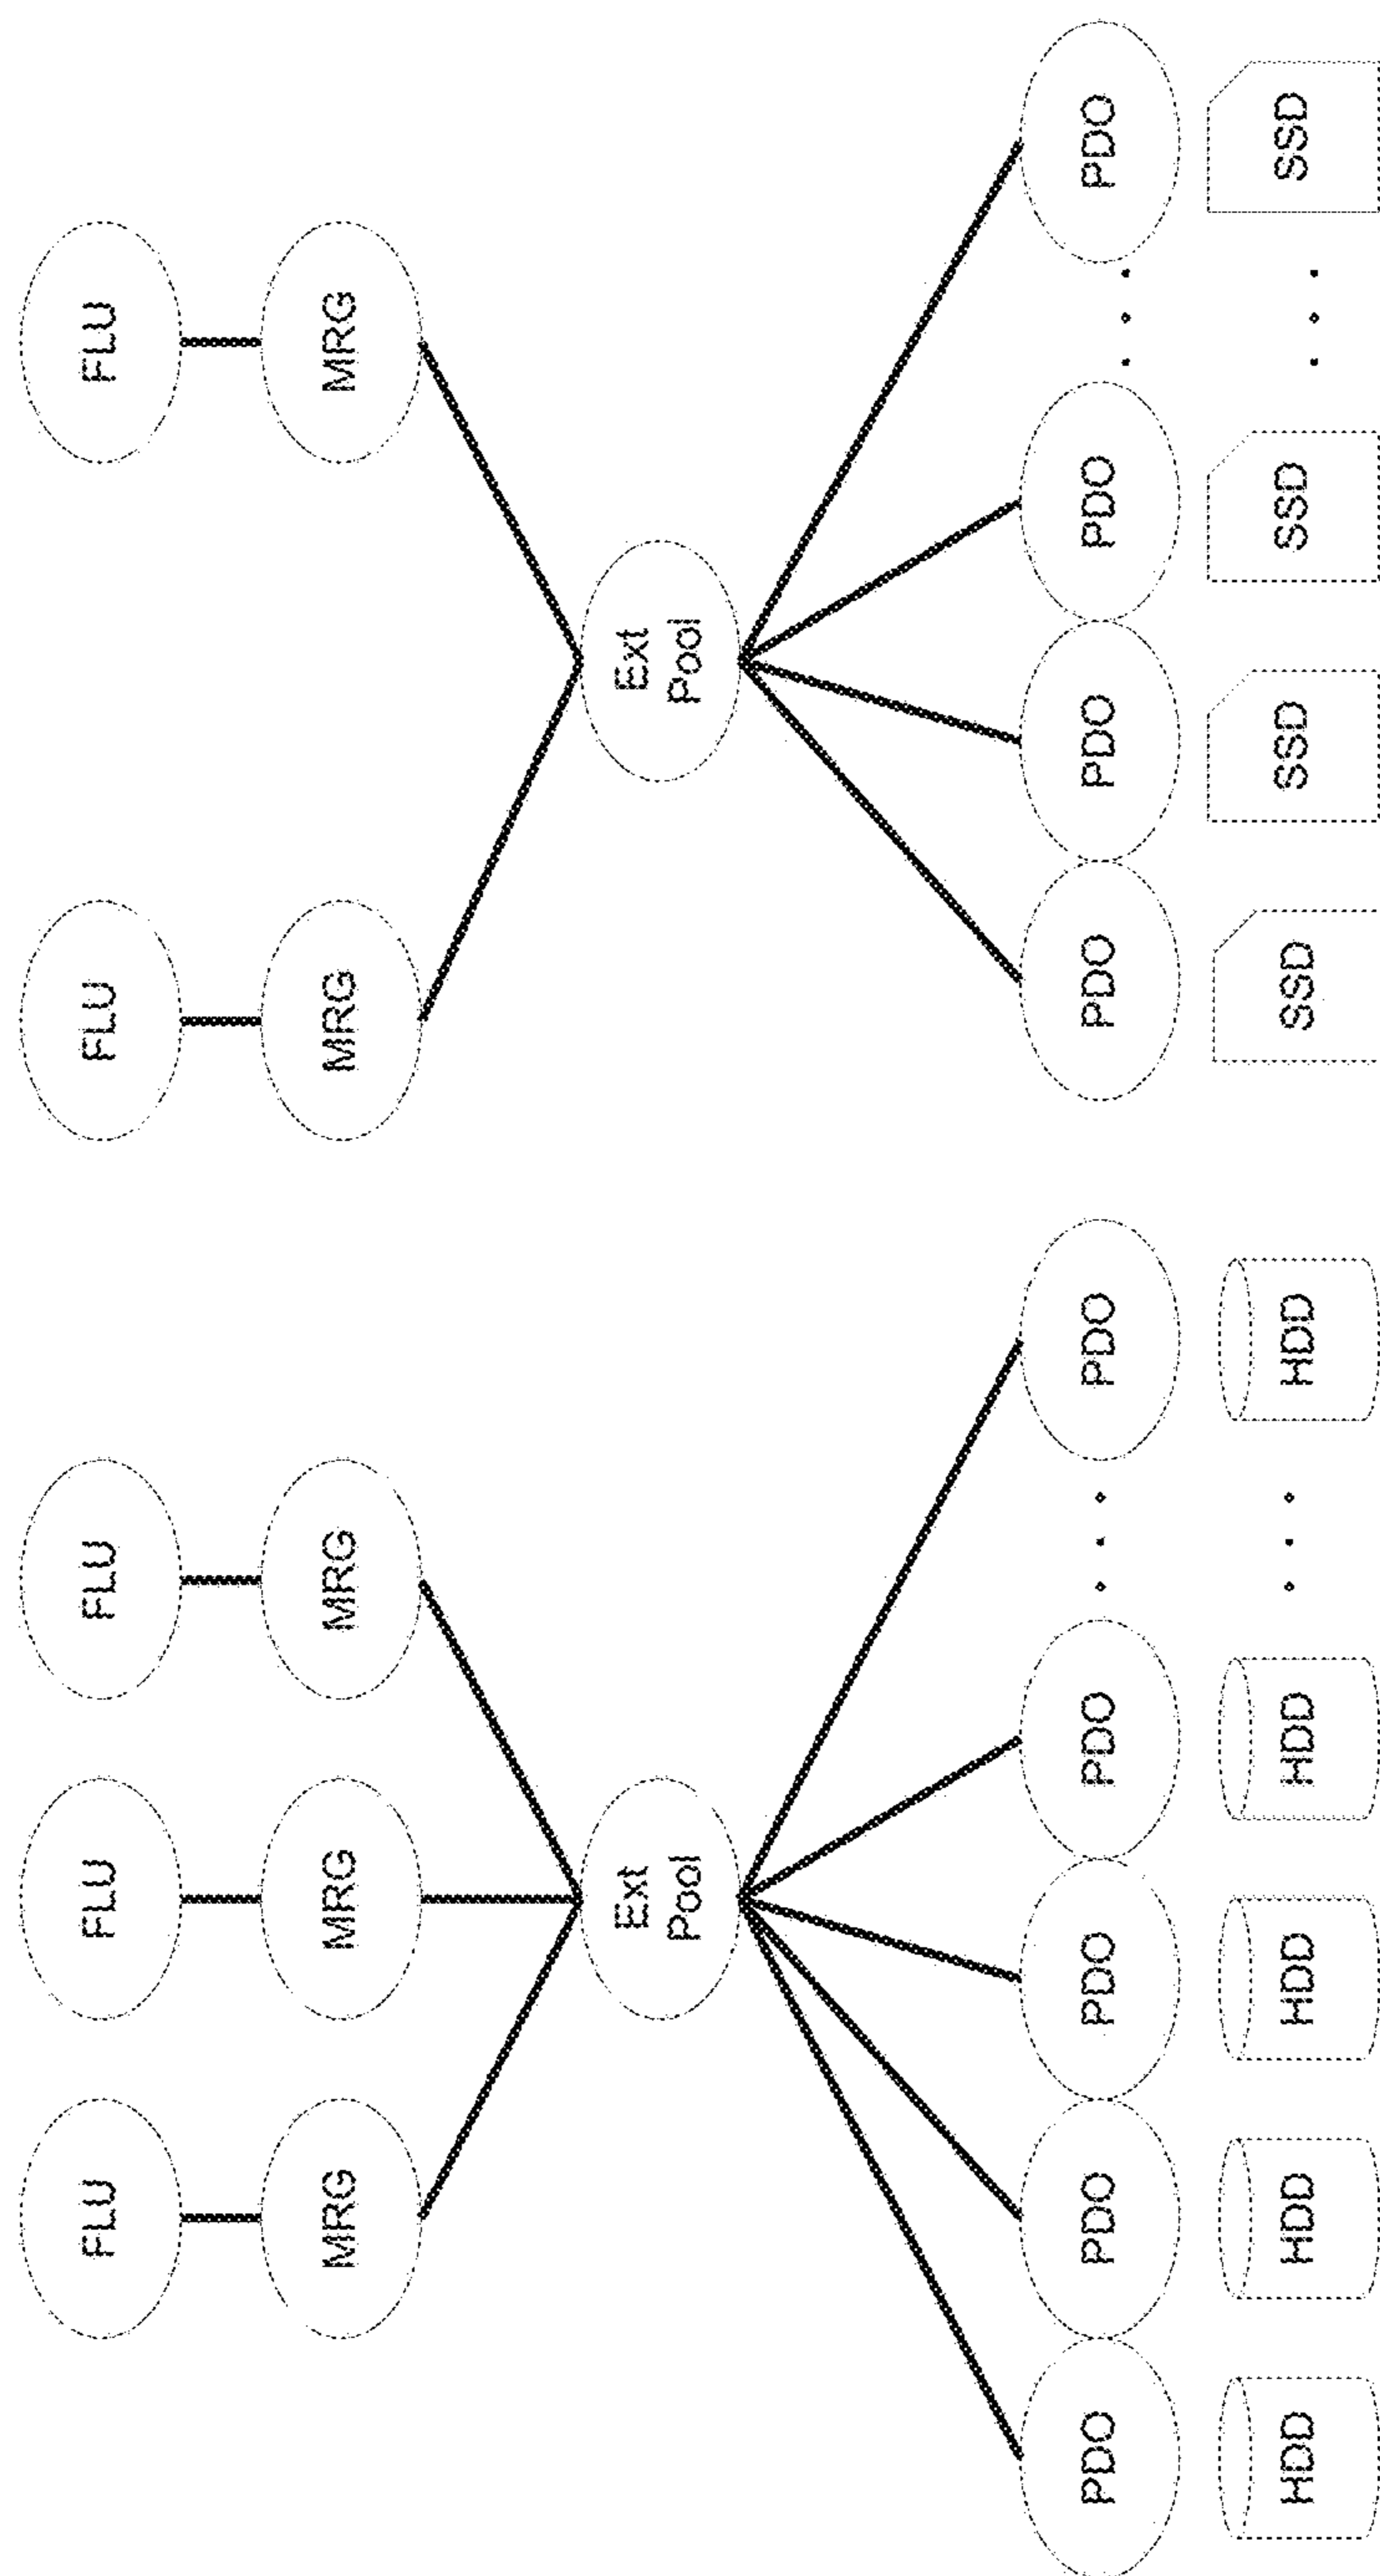 FLU
FLU
FLU
FLU
FLU
MRG
MRG
MRG
MRG
MRG
Ext
Pool
Ext
Pool
PDO
PDO
PDO
PDO
. . .
PDO
PDO
PDO
PDO
. . .
PDO
HDD
HDD
HDD
HDD
. . .
HDD
SSD
SSD
SSD
. . .
SSD